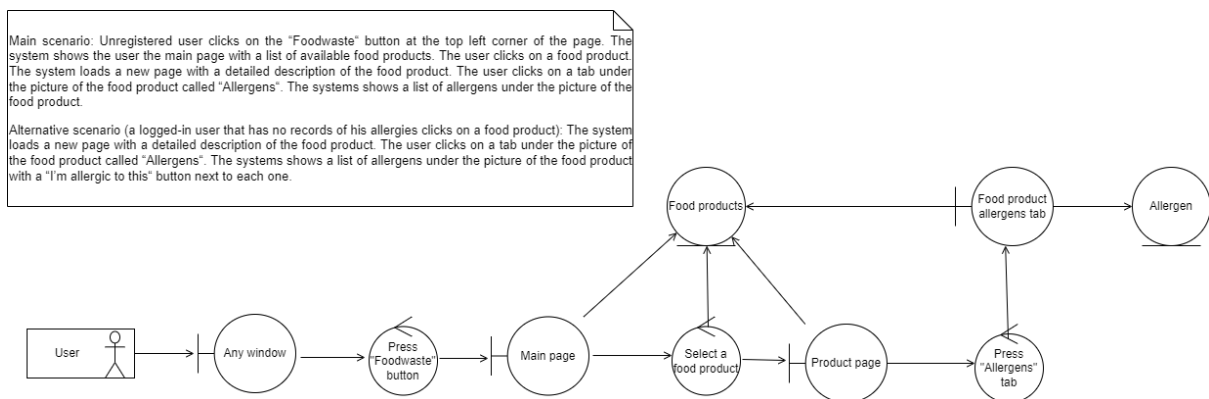 Main scenario: Unregistered user clicks on the "Foodwaste" button at the top left corner of the page. The
system shows the user the main page with a list of available food products. The user clicks on a food product.
The system loads a new page with a detailed description of the food product. The user clicks on a tab under
the picture of the food product called "Allergens". The systems shows a list of allergens under the picture of the
food product.
Alternative scenario (a logged-in user that has no records of his allergies clicks on a food product): The system
loads a new page with a detailed description of the food product. The user clicks on a tab under the picture of
the food product called "Allergens". The systems shows a list of allergens under the picture of the food product
with a "I'm allergic to this" button next to each one.
Food products
Food product
allergens tab
Allergen
User
Any window
Press
"Foodwaste"
button
Main page
Select a
food product
Product page
Press
"Allergens"
tab